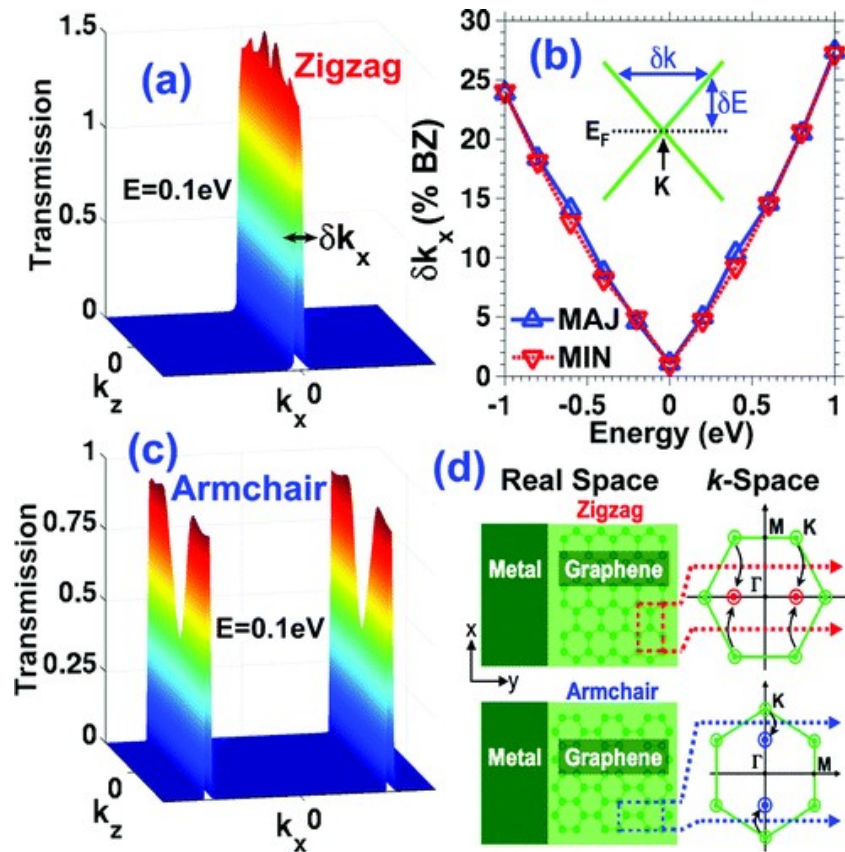 (a)
Zigzag
Transmission
1.5
1
0.5
0
E=0.1eV
δkₓ
0
k_z
kₓ
0
(b)
δkₓ (% BZ)
30
25
20
15
10
5
0
δk
δE
E_F
K
MAJ
MIN
-1
-0.5
0
0.5
1
Energy (eV)
(c)
Armchair
Transmission
1
0.75
0.5
0.25
0
E=0.1eV
0
k_z
kₓ
0
(d)
Real Space
k-Space
Zigzag
Metal
Graphene
M
K
Γ
x
y
Armchair
Metal
Graphene
K
Γ
M